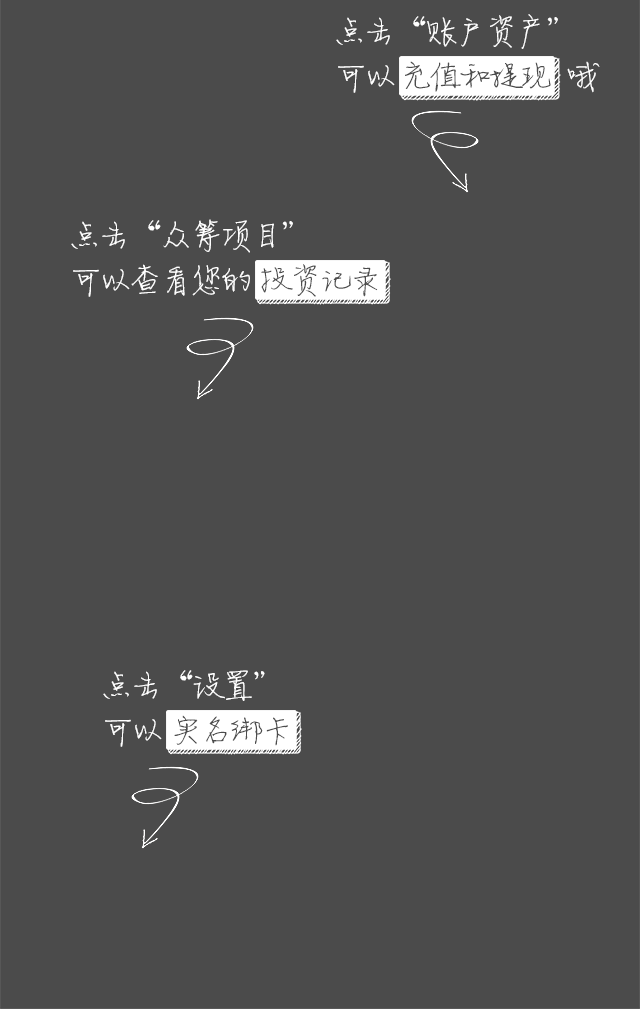 点击“账户资产”
可以充值和提现哦
点击“众筹项目”
可以查看您的投资记录
点击“设置”
可以实名绑卡